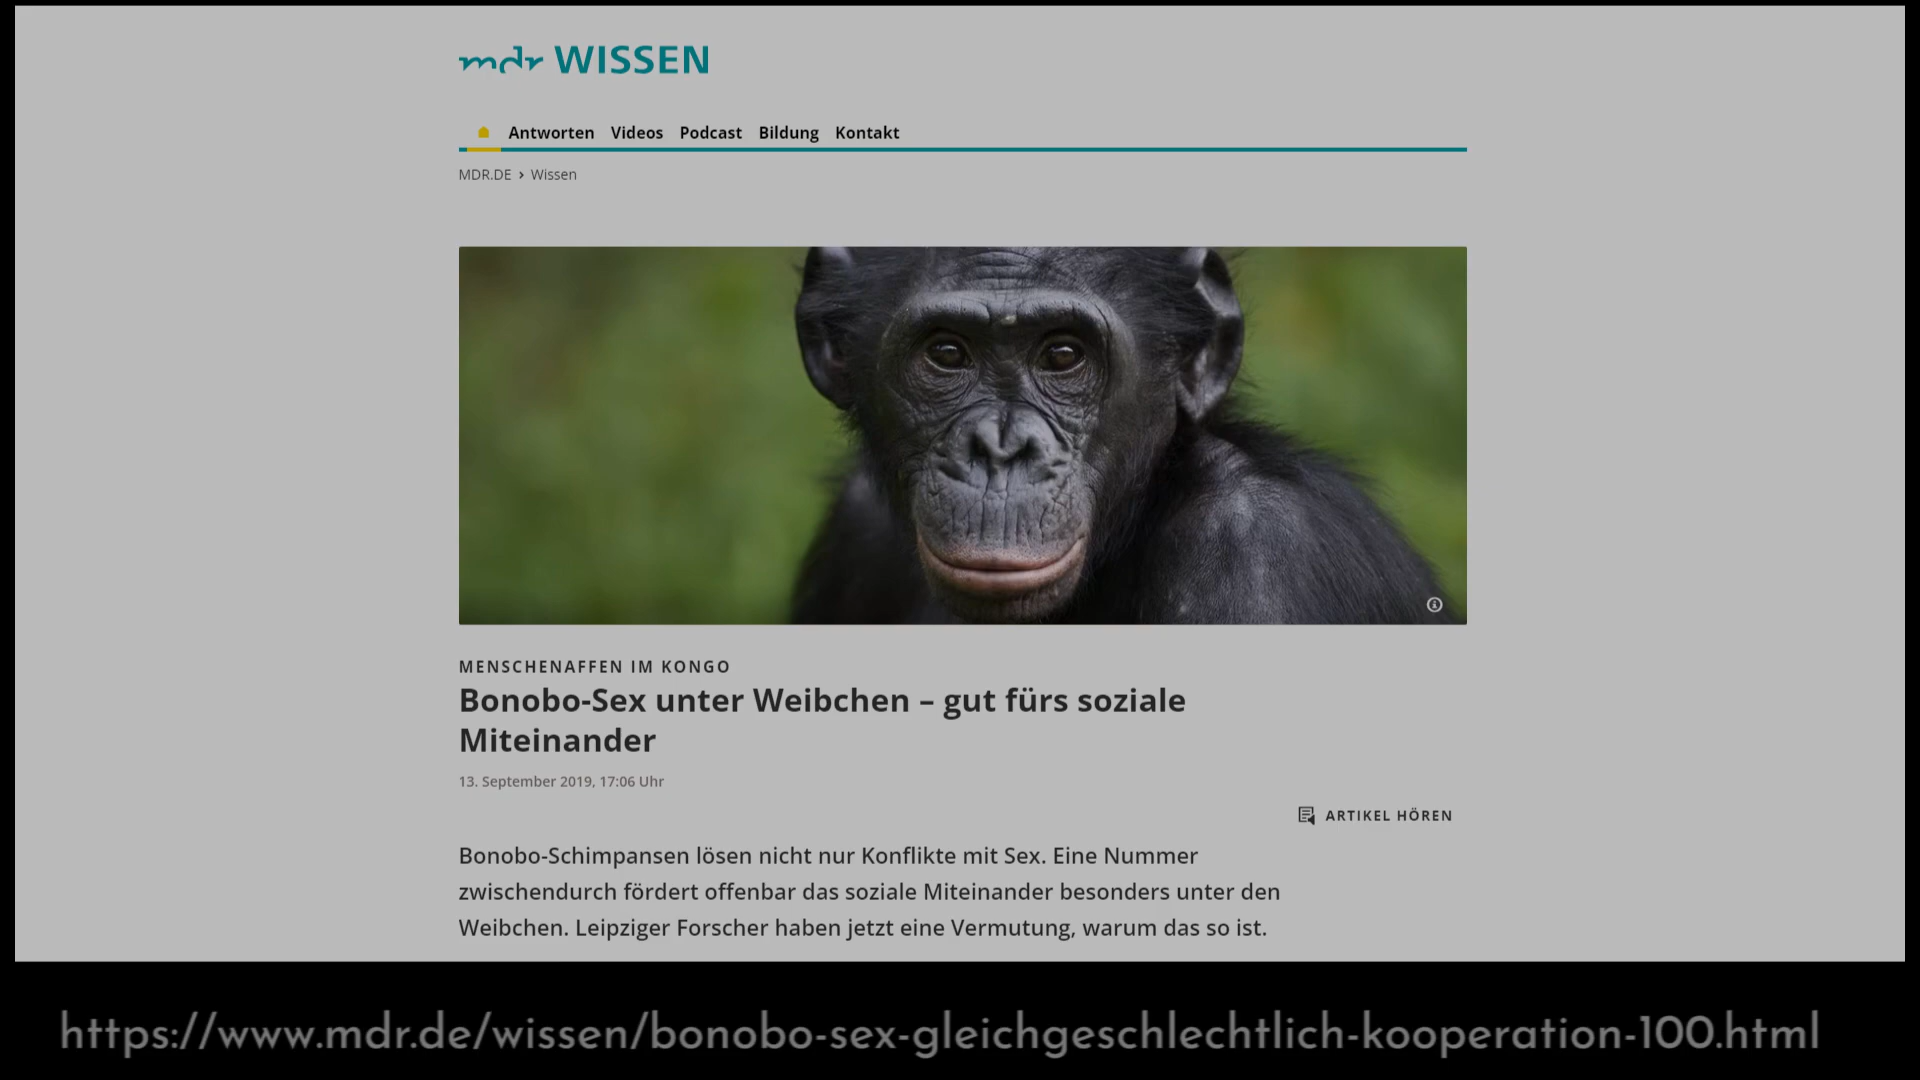 mdr WISSEN
Antworten Videos Podcast Bildung Kontakt
MDR.DE › Wissen
MENSCHENAFFEN IM KONGO
Bonobo-Sex unter Weibchen – gut fürs soziale
Miteinander
13. September 2019, 17:06 Uhr
ARTIKEL HÖREN
Bonobo-Schimpansen lösen nicht nur Konflikte mit Sex. Eine Nummer
zwischendurch fördert offenbar das soziale Miteinander besonders unter den
Weibchen. Leipziger Forscher haben jetzt eine Vermutung, warum das so ist.
https://www.mdr.de/wissen/bonobo-sex-gleichgeschlechtlich-kooperation-100.html